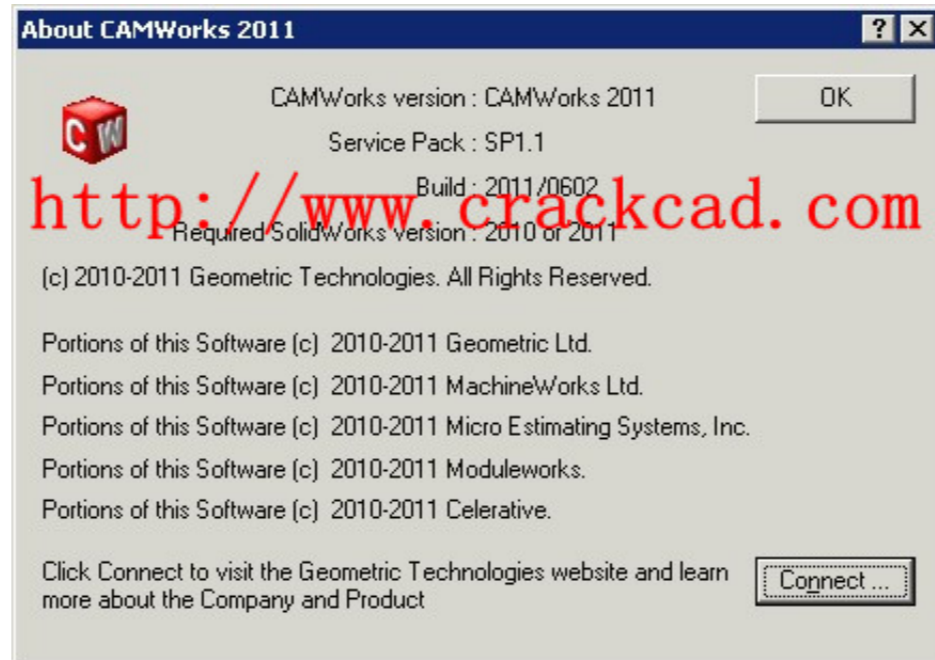 About CAMWorks 2011
? X
CW
CAMWorks version : CAMWorks 2011
OK
Service Pack : SP1.1
Build : 2011/0602
http://www.crackcad.com
Required SolidWorks version : 2010 or 2011
(c) 2010-2011 Geometric Technologies. All Rights Reserved.
Portions of this Software (c) 2010-2011 Geometric Ltd.
Portions of this Software (c) 2010-2011 MachineWorks Ltd.
Portions of this Software (c) 2010-2011 Micro Estimating Systems, Inc.
Portions of this Software (c) 2010-2011 Moduleworks.
Portions of this Software (c) 2010-2011 Celerative.
Click Connect to visit the Geometric Technologies website and learn
more about the Company and Product
Connect ...